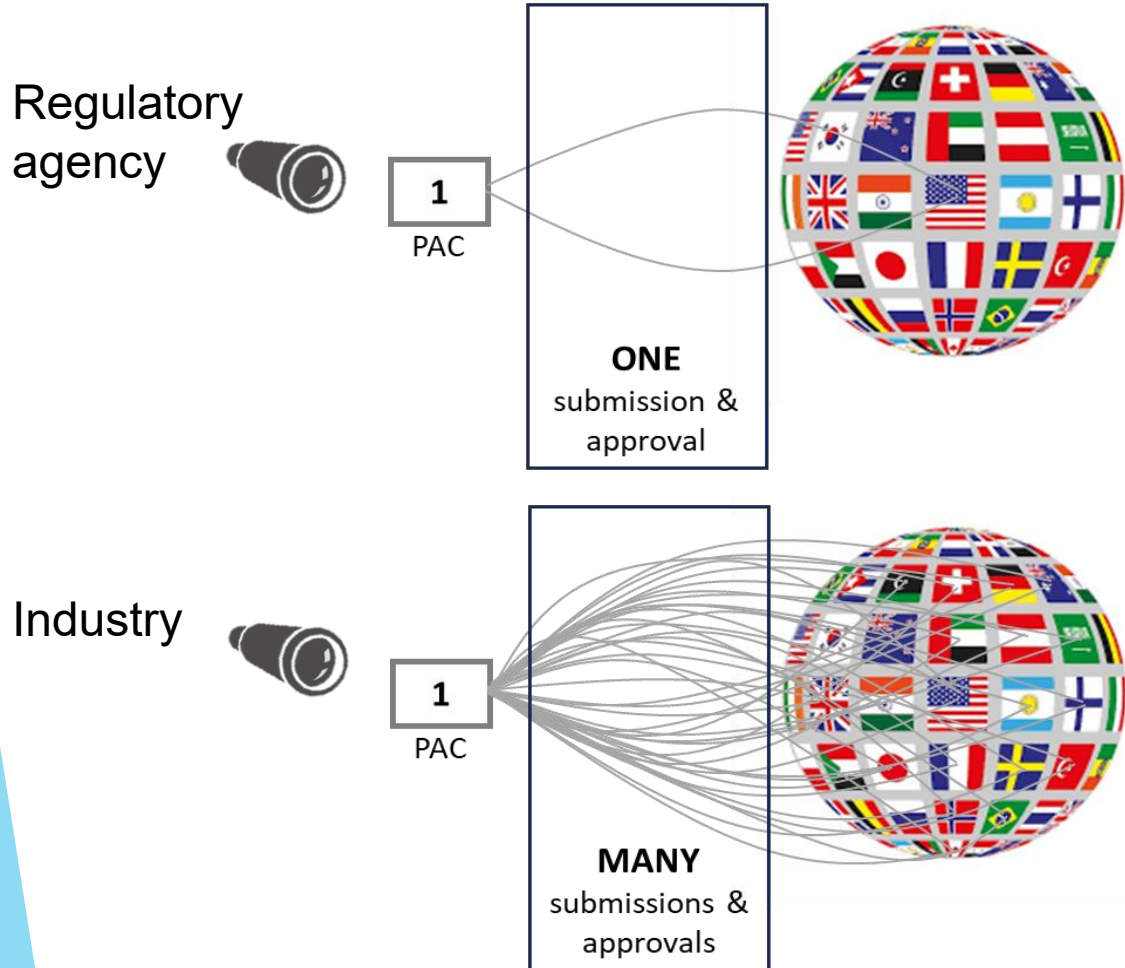 Regulatory
agency
1
PAC
ONE
submission &
approval
Industry
1
PAC
MANY
submissions &
approvals